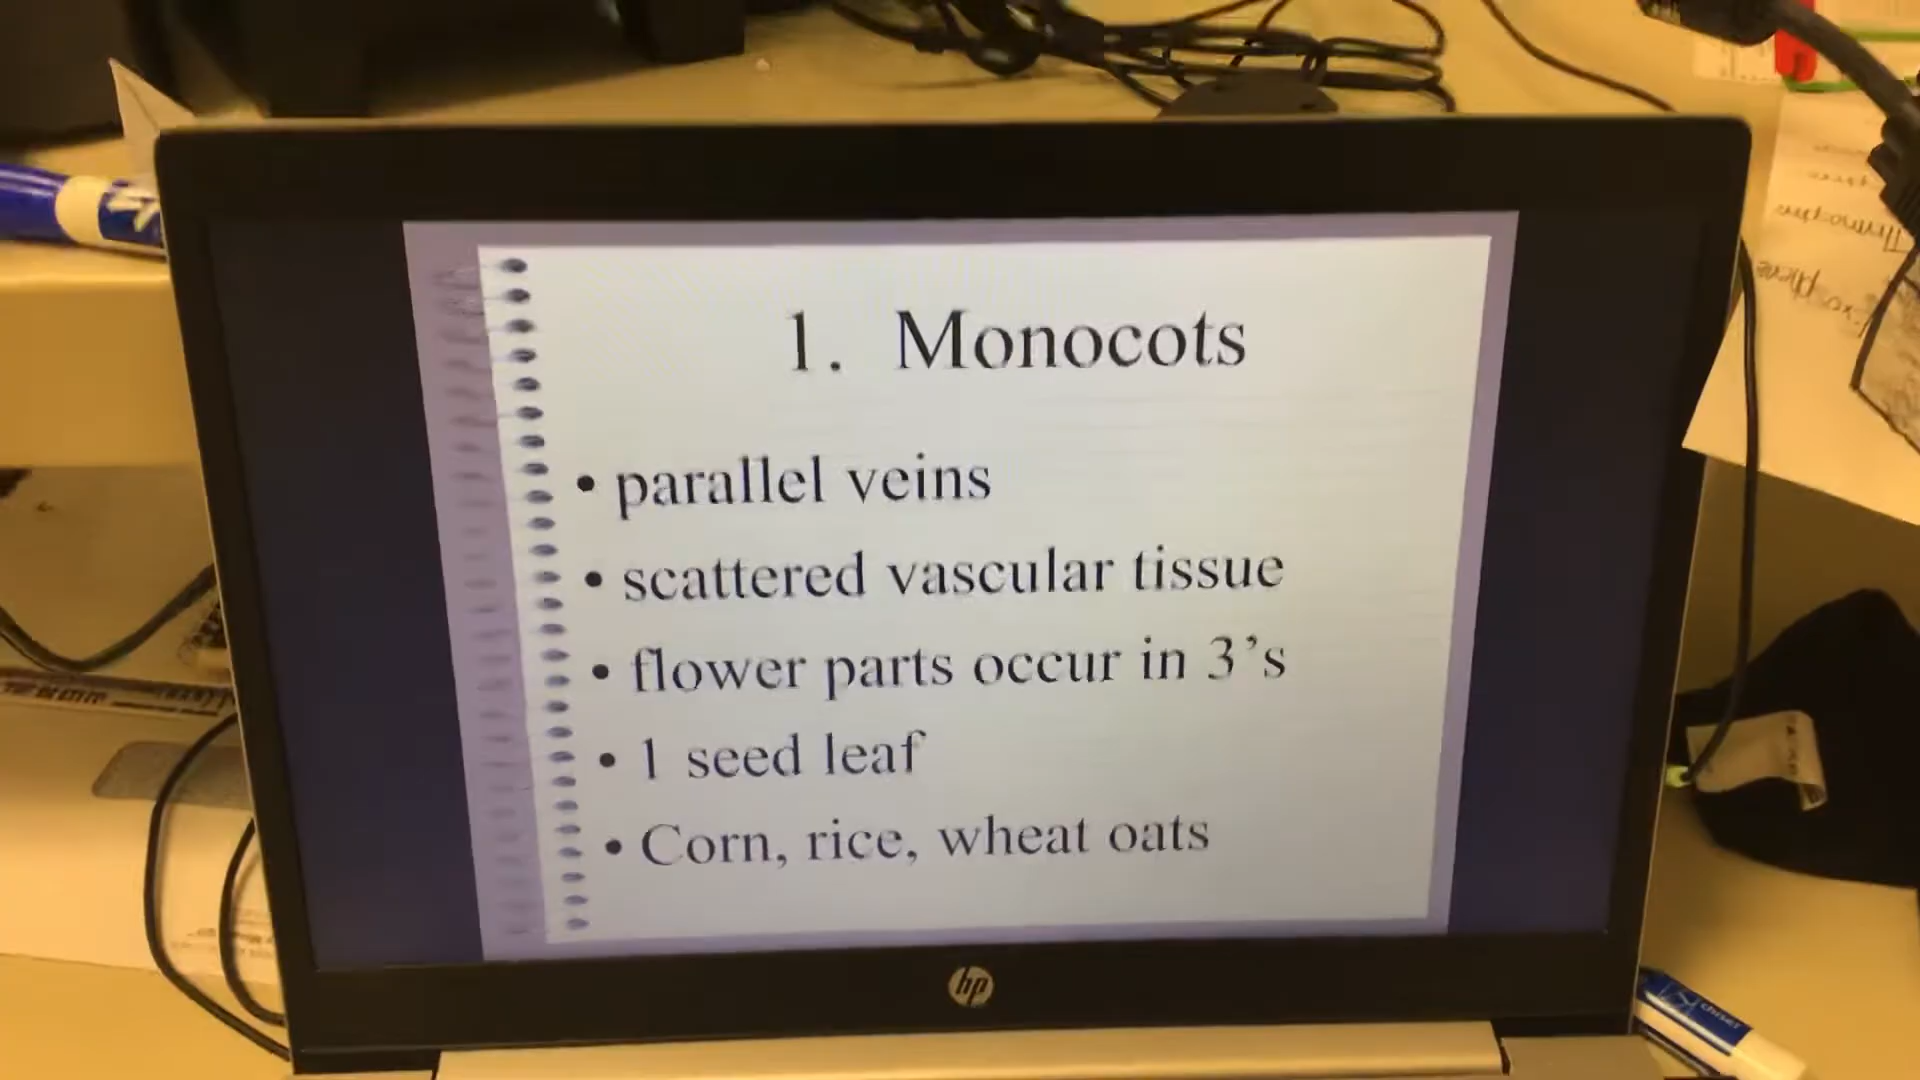 1. Monocots
• parallel veins
• scattered vascular tissue
• flower parts occur in 3’s
• 1 seed leaf
• Corn, rice, wheat oats
hp